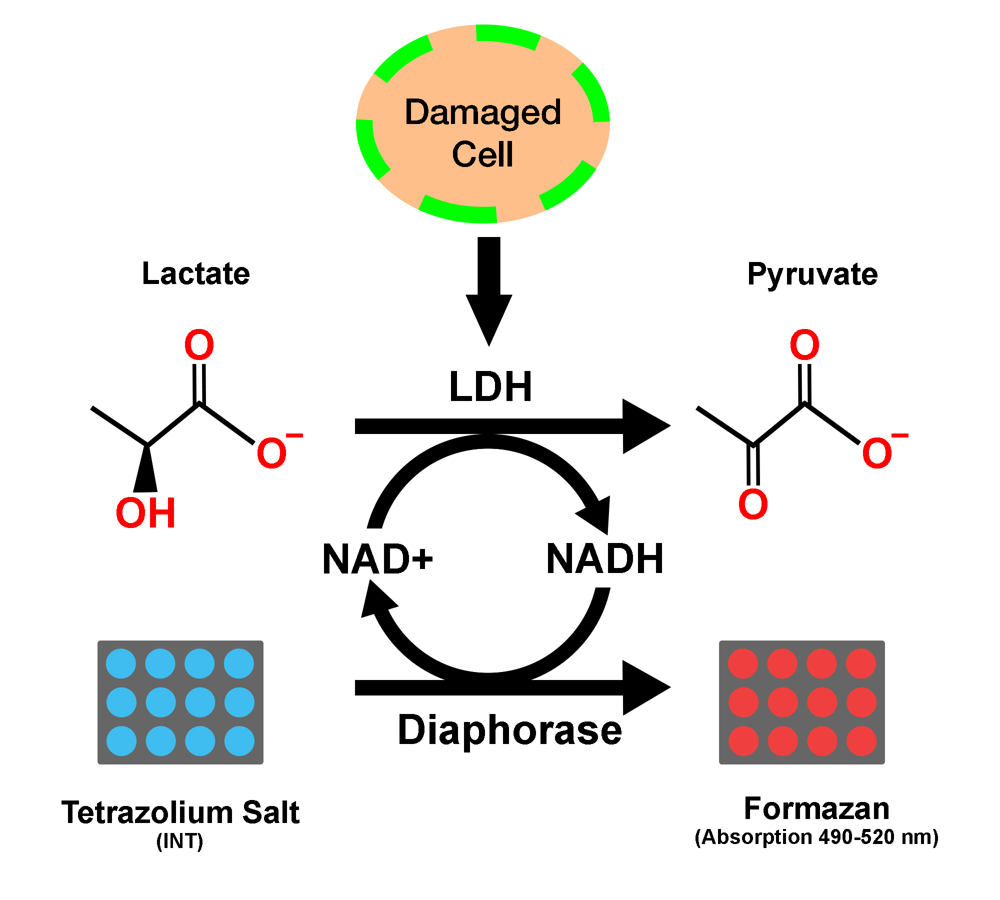 Damaged
Cell
Lactate
Pyruvate
O
O
LDH
O–
O–
OH
O
NAD+
NADH
Diaphorase
Tetrazolium Salt
(INT)
Formazan
(Absorption 490-520 nm)